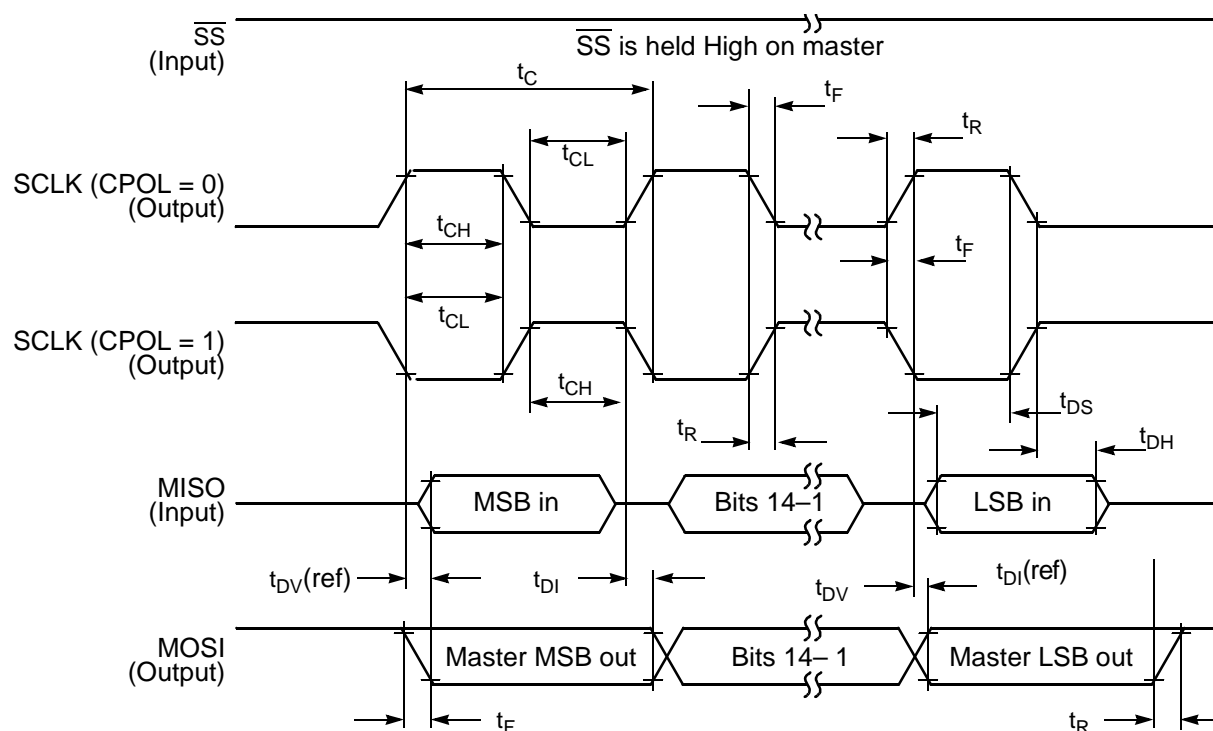 SS
(Input)
SS is held High on master
tC
tF
tR
tCL
SCLK (CPOL = 0)
(Output)
tCH
tF
tCL
SCLK (CPOL = 1)
(Output)
tCH
tDS
tR
tDH
MISO
(Input)
MSB in
Bits 14–1
LSB in
tDV(ref)
tDI
tDV
tDI(ref)
MOSI
(Output)
Master MSB out
Bits 14– 1
Master LSB out
tF
tR